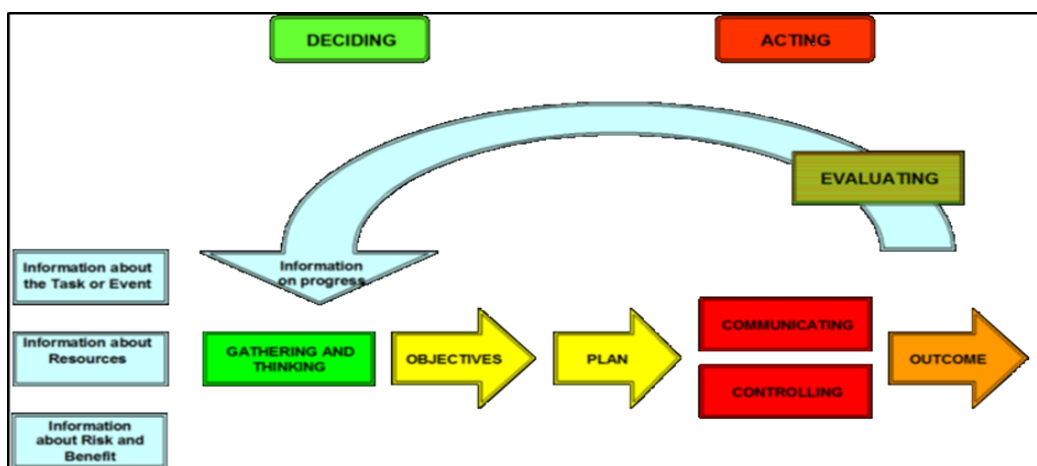 DECIDING
ACTING
EVALUATING
Information about
the Task or Event
Information
on progress
Information about
Resources
GATHERING AND
THINKING
OBJECTIVES
PLAN
COMMUNICATING
CONTROLLING
OUTCOME
Information
about Risk and
Benefit